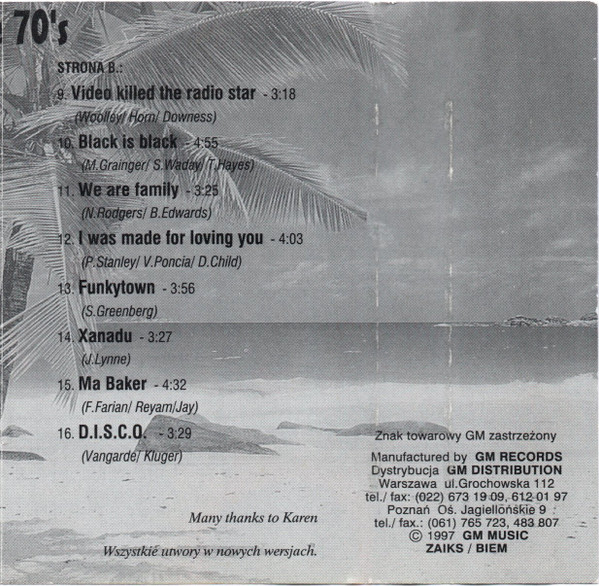 70's
STRONA B.:
9. Video killed the radio star - 3:18
(Woolley/ Horn/ Downess)
10. Black is black - 4:55
(M.Grainger/ S.Waday/ T.Hayes)
11. We are family - 3:25
(N.Rodgers/ B.Edwards)
12. I was made for loving you - 4:03
(P.Stanley/ V.Poncia/ D.Child)
13. Funkytown - 3:56
(S.Greenberg)
14. Xanadu - 3:27
(J.Lynne)
15. Ma Baker - 4:32
(F.Farian/ Reyam/Jay)
16. D.I.S.C.O. - 3:29
(Vangarde/ Kluger)
Many thanks to Karen
Wszystkie utwory w nowych wersjach.
Znak towarowy GM zastrzeżony
Manufactured by GM RECORDS
Dystrybucja GM DISTRIBUTION
Warszawa ul.Grochowska 112
tel./ fax: (022) 673 19 09, 612 01 97
Poznań Oś. Jagiellońskie 9
tel./ fax.: (061) 765 723, 483 807
© 1997 GM MUSIC
ZAIKS / BIEM